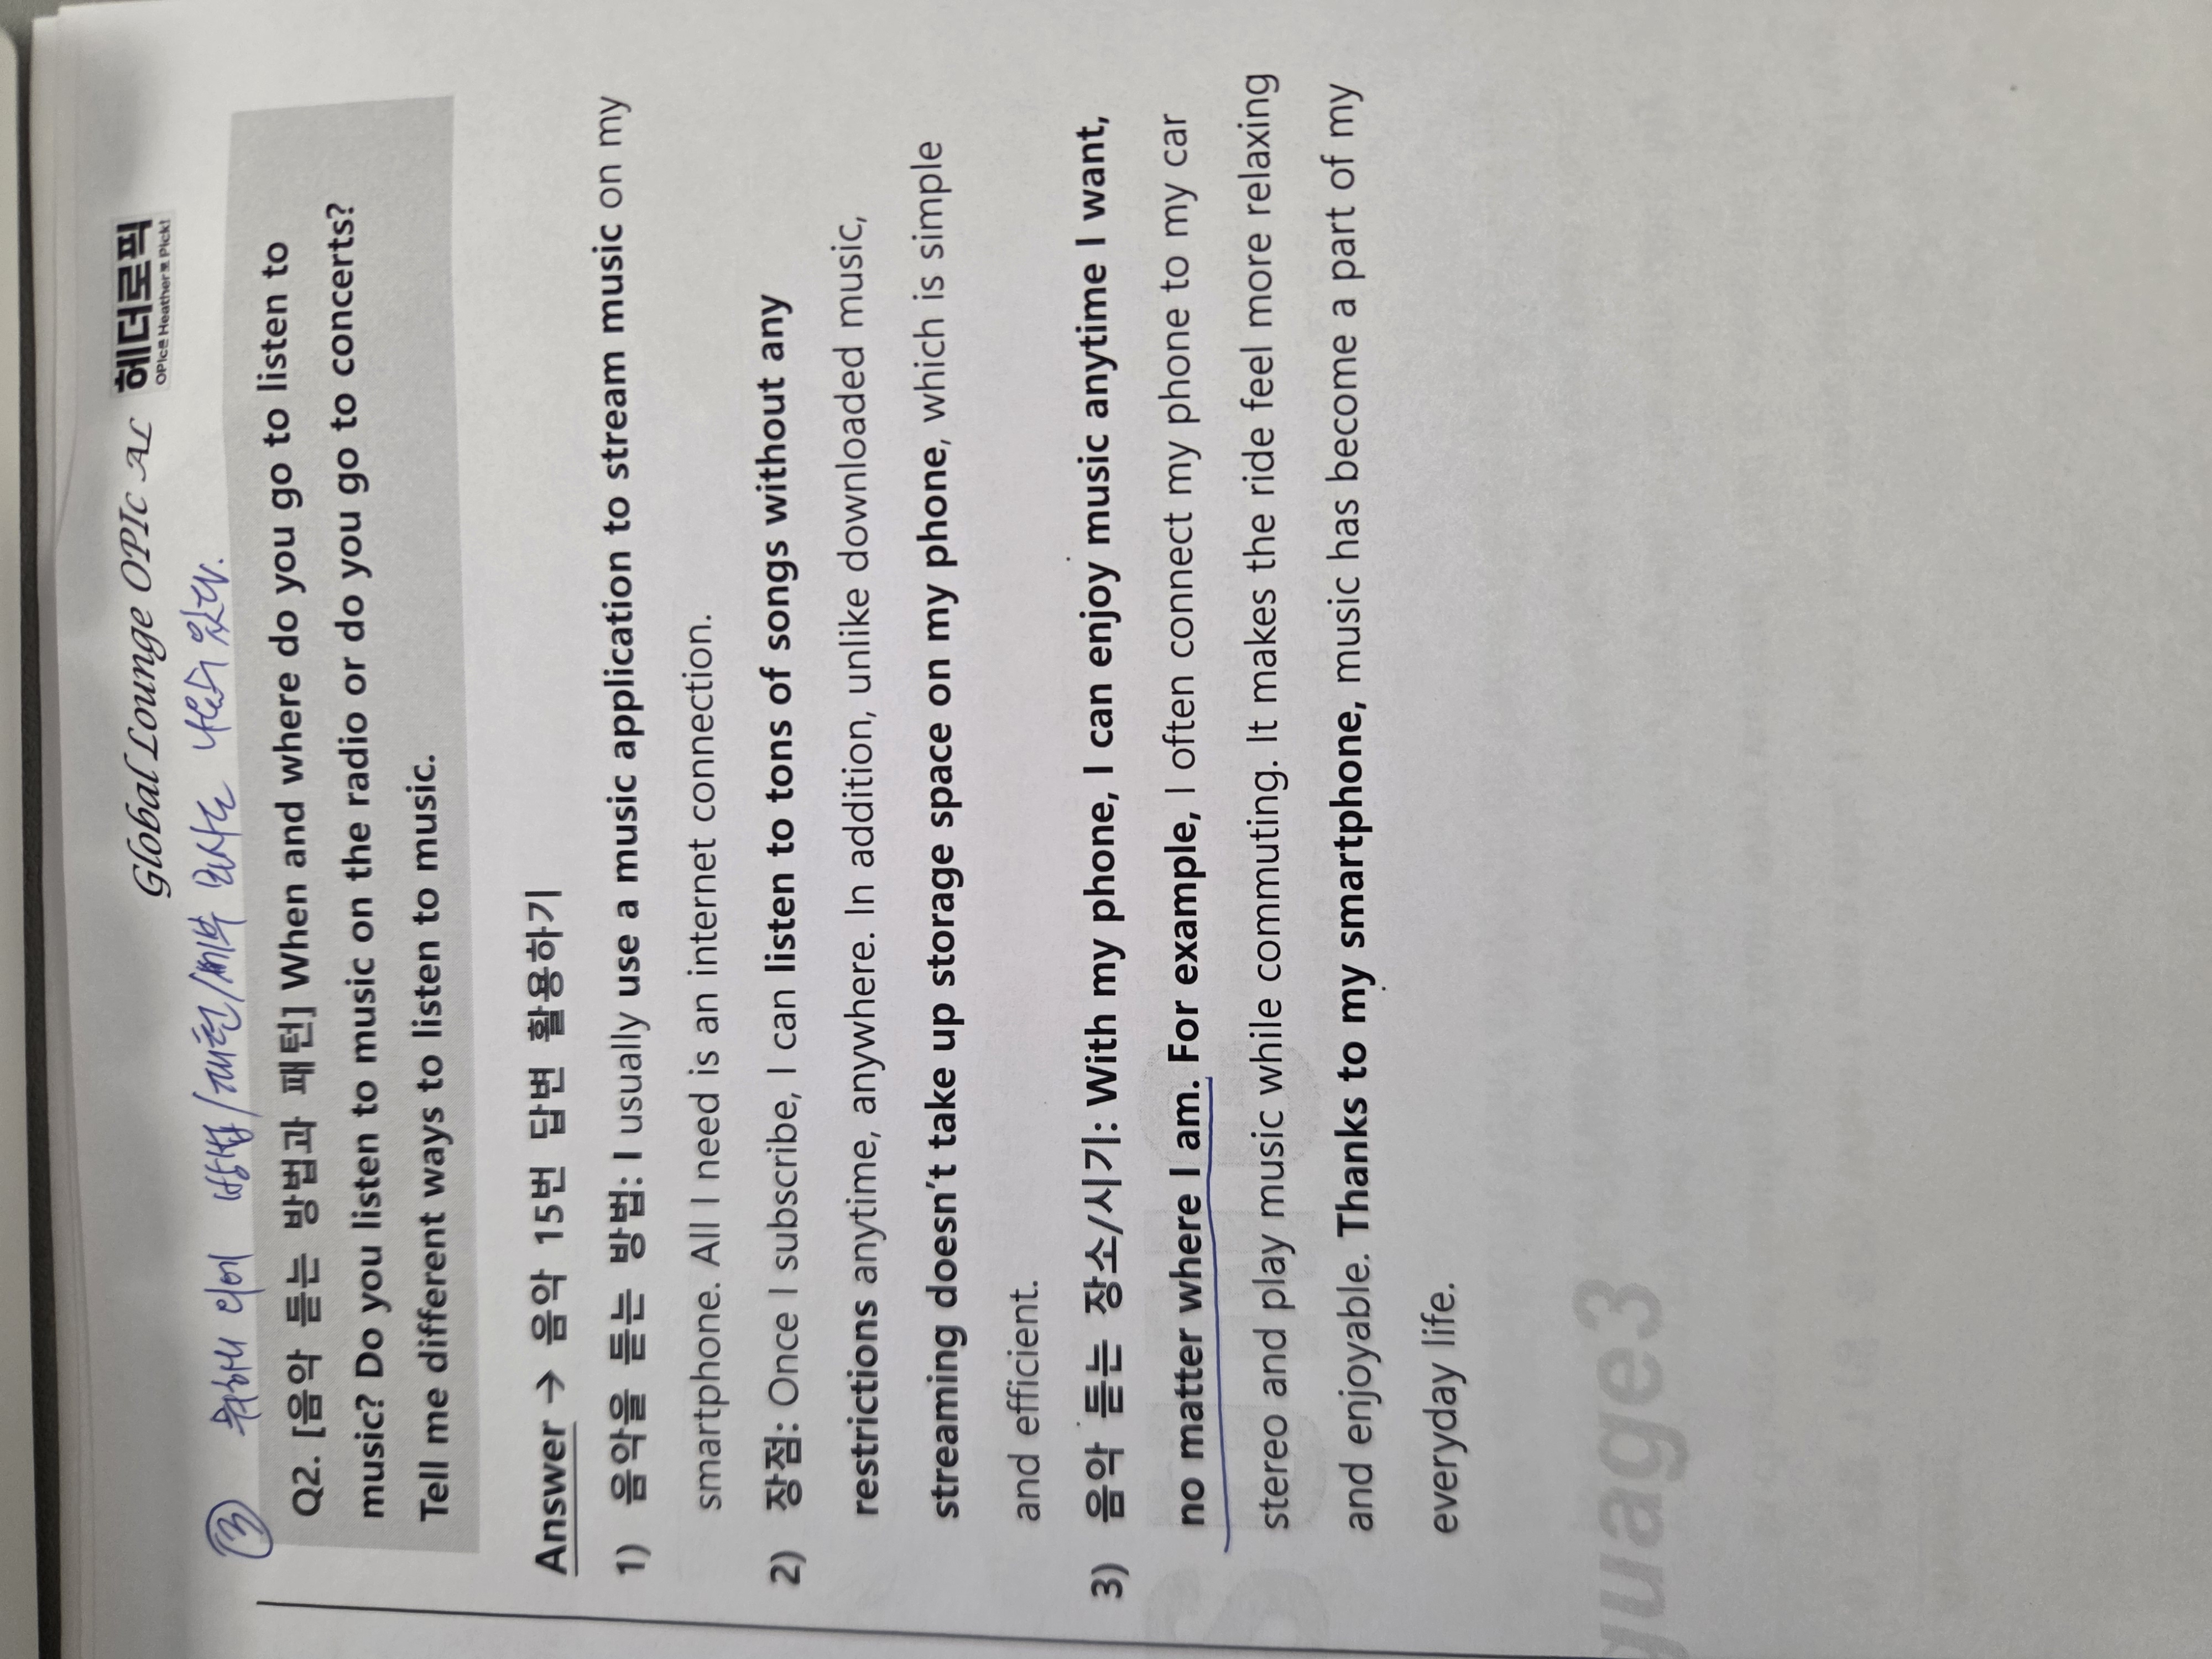 Global Lounge OPIc AL 헤더로픽
OPIc은 Heather로 Pick!
③ 뭐하니 외에 방법/패턴/세부 묘사도 나올수 있다.
Q2. [음악 듣는 방법과 패턴] When and where do you go to listen to
music? Do you listen to music on the radio or do you go to concerts?
Tell me different ways to listen to music.
Answer → 음악 15번 답변 활용하기
1) 음악을 듣는 방법: I usually use a music application to stream music on my
smartphone. All I need is an internet connection.
2) 장점: Once I subscribe, I can listen to tons of songs without any
restrictions anytime, anywhere. In addition, unlike downloaded music,
streaming doesn't take up storage space on my phone, which is simple
and efficient.
3) 음악 듣는 장소/시기: With my phone, I can enjoy music anytime I want,
no matter where I am. For example, I often connect my phone to my car
stereo and play music while commuting. It makes the ride feel more relaxing
and enjoyable. Thanks to my smartphone, music has become a part of my
everyday life.
guage3